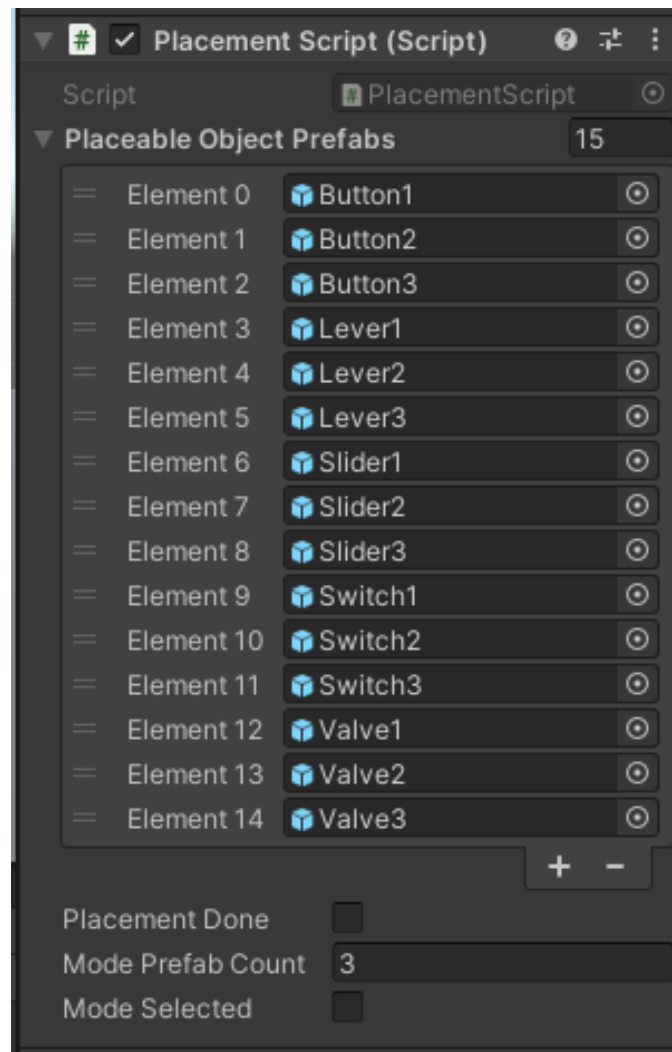 Placement Script (Script)
Script PlacementScript
Placeable Object Prefabs 15
Element 0 Button1
Element 1 Button2
Element 2 Button3
Element 3 Lever1
Element 4 Lever2
Element 5 Lever3
Element 6 Slider1
Element 7 Slider2
Element 8 Slider3
Element 9 Switch1
Element 10 Switch2
Element 11 Switch3
Element 12 Valve1
Element 13 Valve2
Element 14 Valve3
Placement Done
Mode Prefab Count 3
Mode Selected